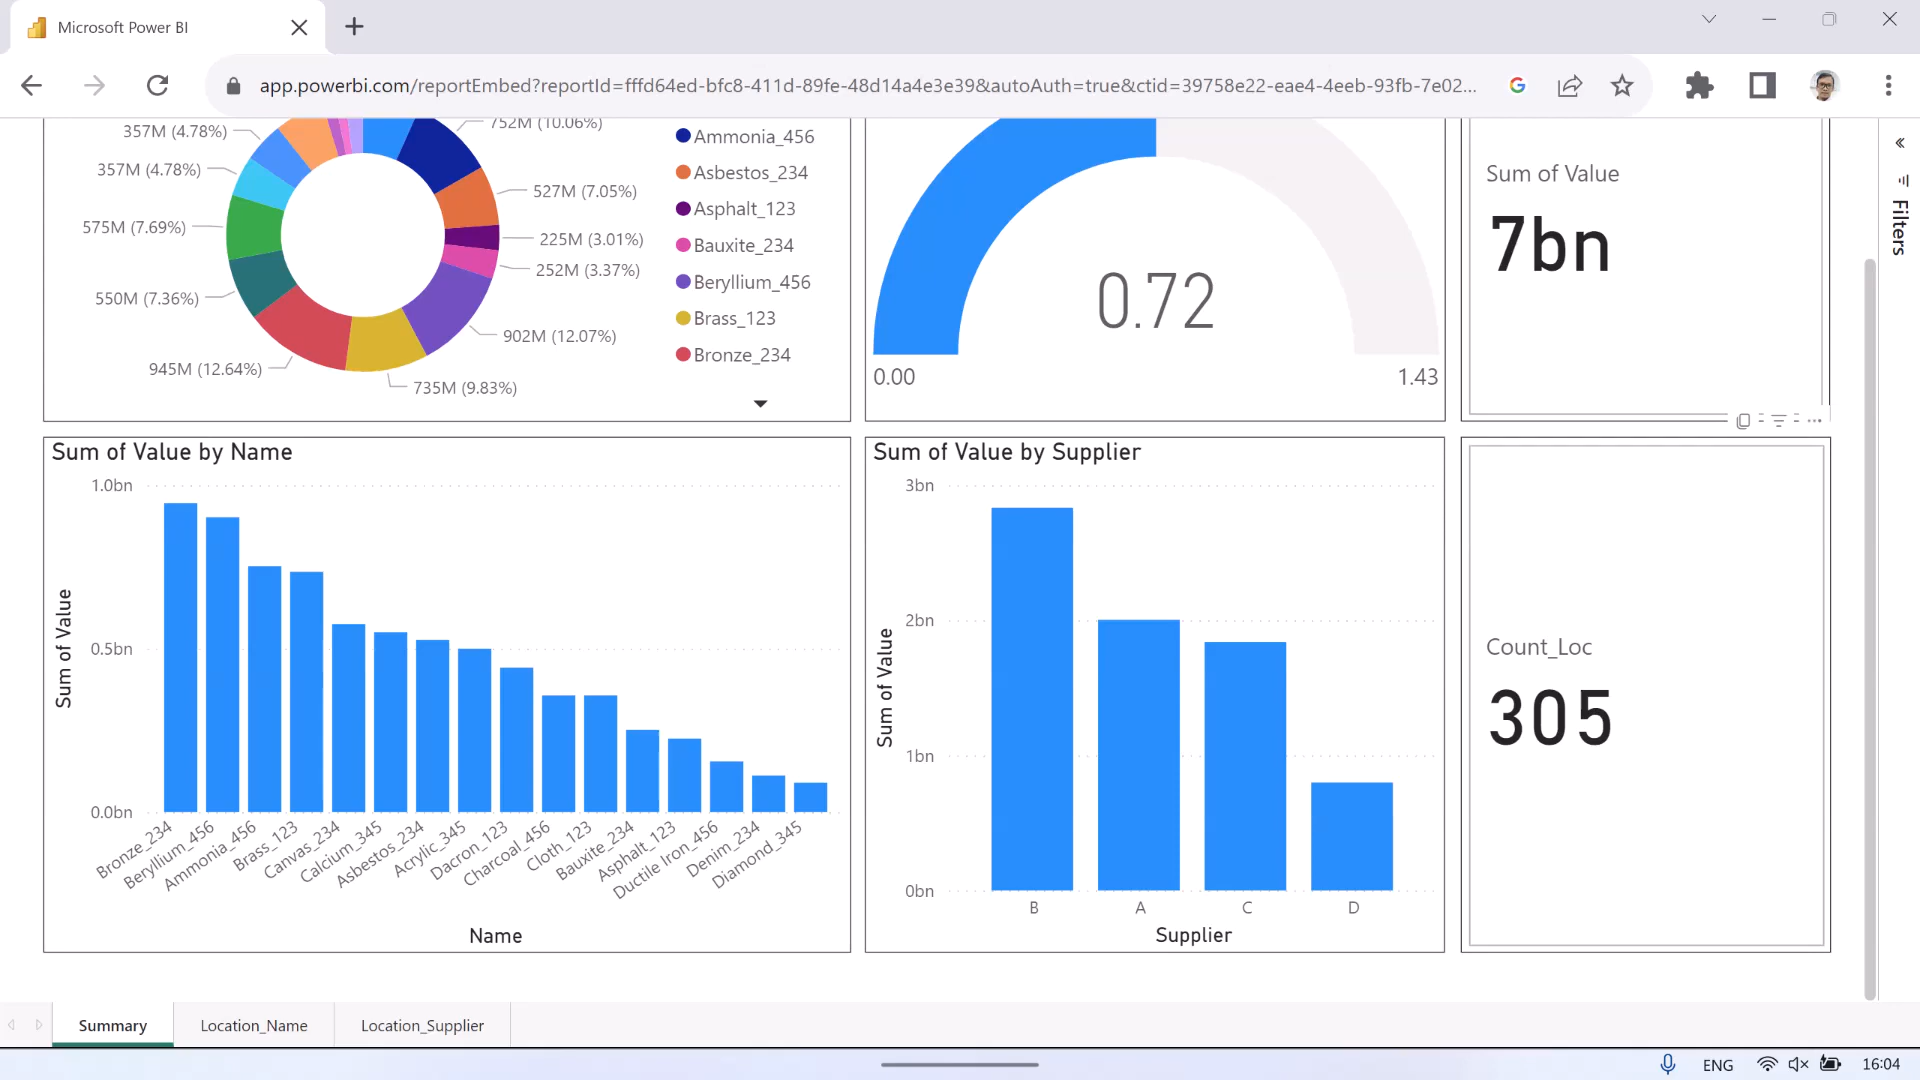 Microsoft Power BI
app.powerbi.com/reportEmbed?reportId=fffd64ed-bfc8-411d-89fe-48d14a4e3e39&autoAuth=true&ctid=39758e22-eae4-4eeb-93fb-7e02...
357M (4.78%)
752M (10.06%)
357M (4.78%)
527M (7.05%)
575M (7.69%)
225M (3.01%)
252M (3.37%)
550M (7.36%)
902M (12.07%)
945M (12.64%)
735M (9.83%)
Ammonia_456
Asbestos_234
Asphalt_123
Bauxite_234
Beryllium_456
Brass_123
Bronze_234
0.72
0.00
1.43
Sum of Value
7bn
Filters
Sum of Value by Name
1.0bn
0.5bn
0.0bn
Sum of Value
Bronze_234
Beryllium_456
Ammonia_456
Brass_123
Canvas_234
Calcium_345
Asbestos_234
Acrylic_345
Dacron_123
Charcoal_456
Cloth_123
Bauxite_234
Asphalt_123
Ductile Iron_456
Denim_234
Diamond_345
Name
Sum of Value by Supplier
3bn
2bn
1bn
0bn
Sum of Value
B
A
C
D
Supplier
Count_Loc
305
Summary
Location_Name
Location_Supplier
ENG
16:04